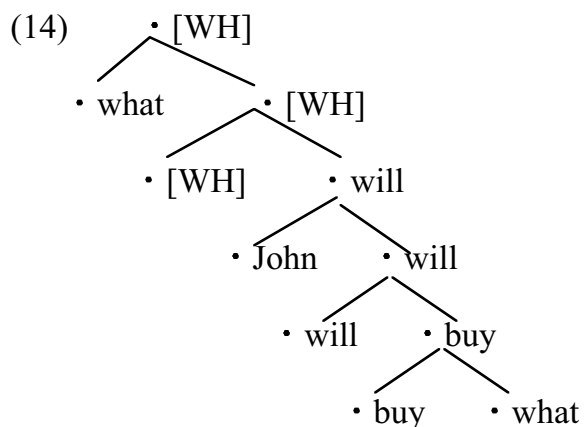 (14) · [WH]
· what · [WH]
· [WH] · will
· John · will
· will · buy
· buy · what